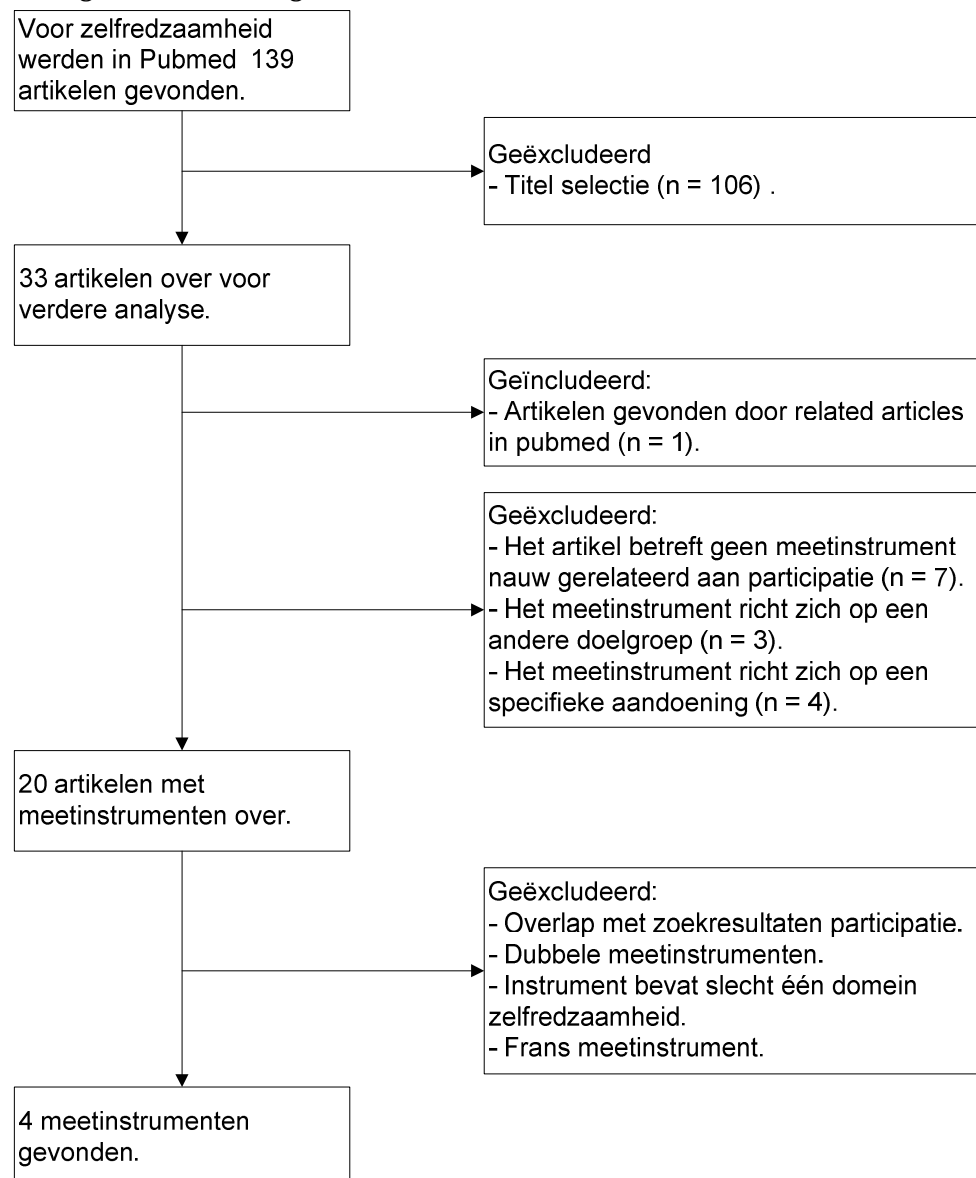 Voor zelfredzaamheid
werden in Pubmed 139
artikelen gevonden.
Geëxcludeerd
- Titel selectie (n = 106) .
33 artikelen over voor
verdere analyse.
Geïncludeerd:
- Artikelen gevonden door related articles
in pubmed (n = 1).
Geëxcludeerd:
- Het artikel betreft geen meetinstrument
nauw gerelateerd aan participatie (n = 7).
- Het meetinstrument richt zich op een
andere doelgroep (n = 3).
- Het meetinstrument richt zich op een
specifieke aandoening (n = 4).
20 artikelen met
meetinstrumenten over.
Geëxcludeerd:
- Overlap met zoekresultaten participatie.
- Dubbele meetinstrumenten.
- Instrument bevat slecht één domein
zelfredzaamheid.
- Frans meetinstrument.
4 meetinstrumenten
gevonden.